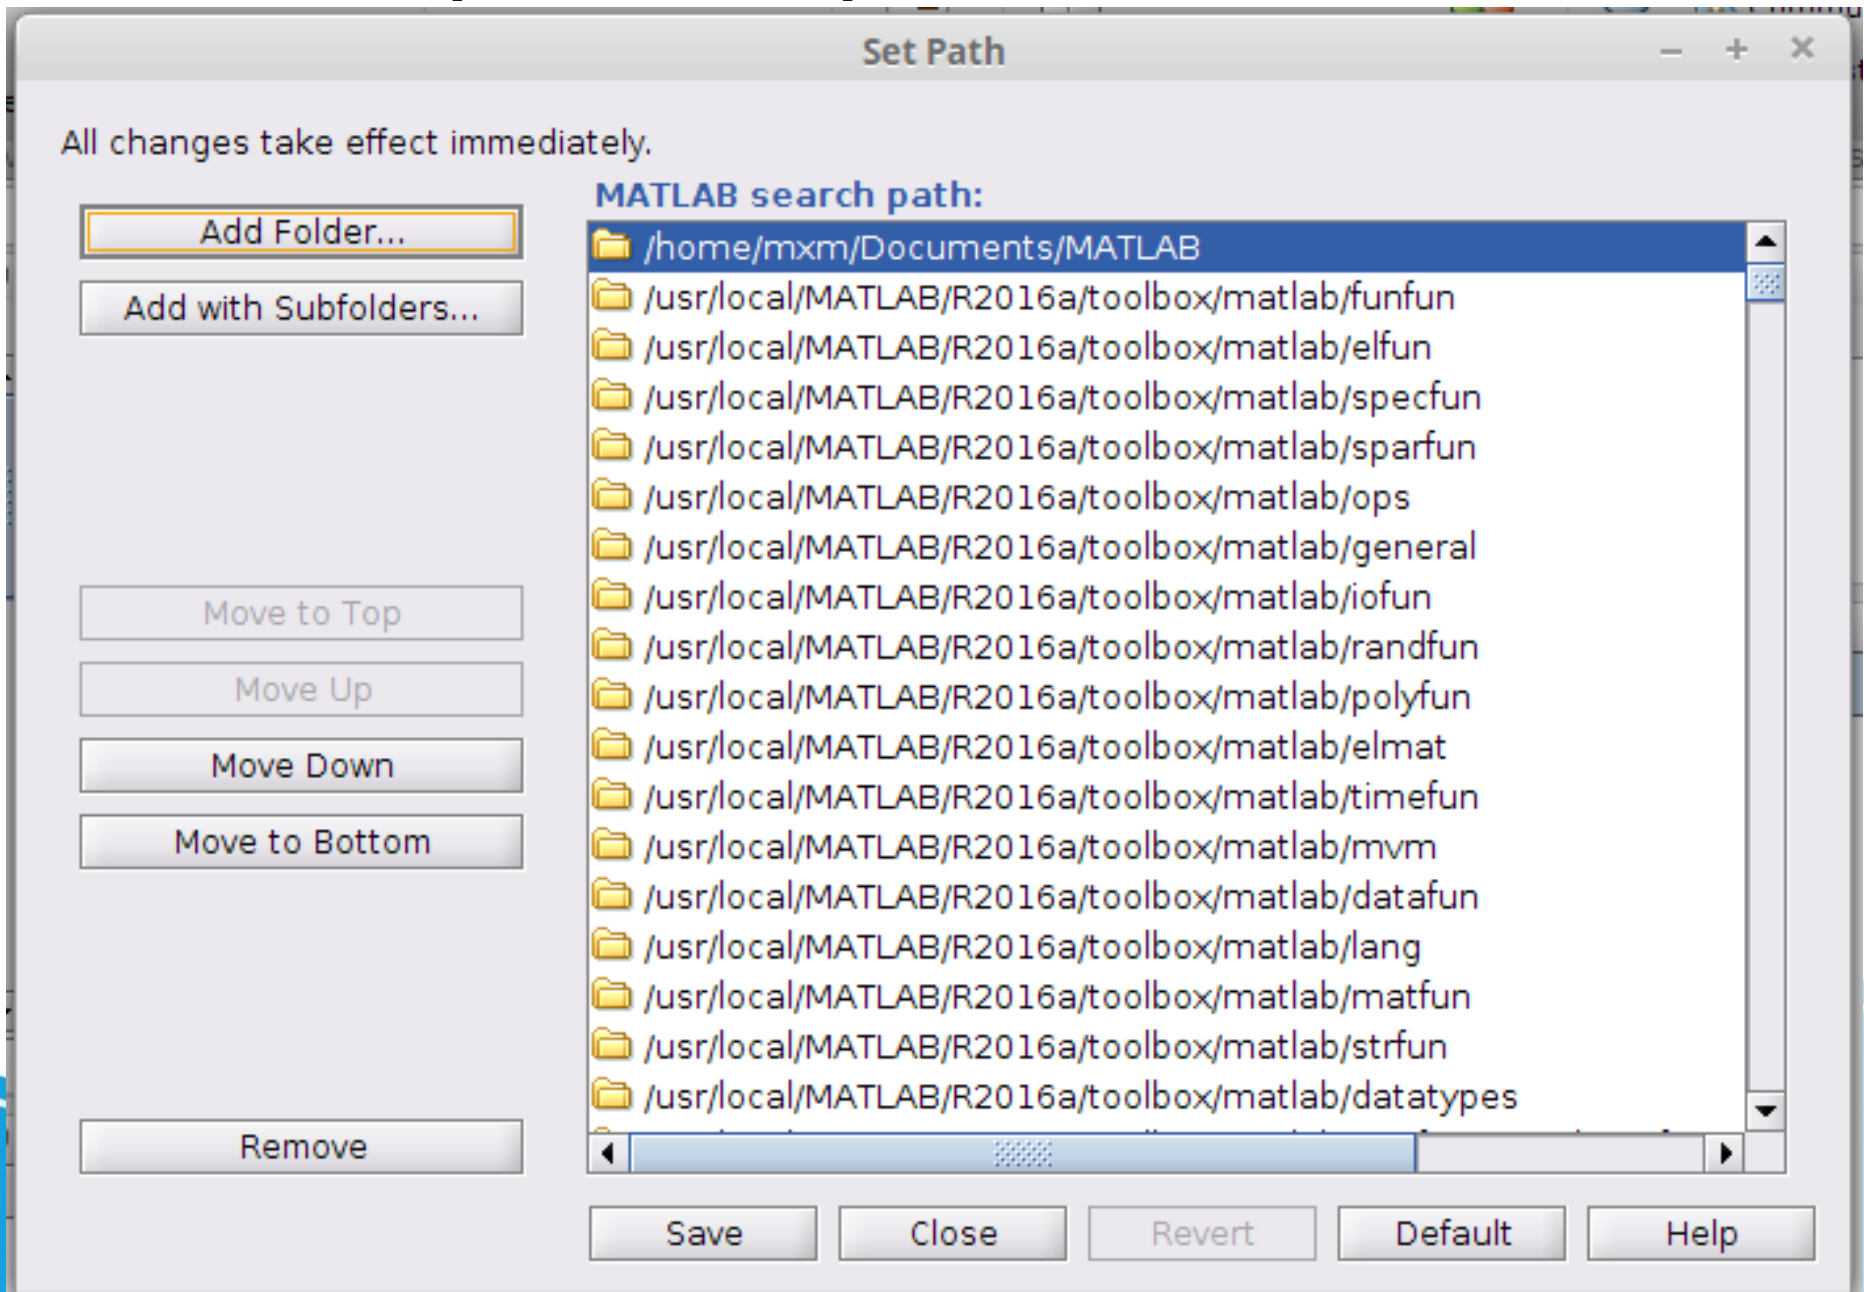 Set Path
All changes take effect immediately.
MATLAB search path:
Add Folder...
Add with Subfolders...
Move to Top
Move Up
Move Down
Move to Bottom
Remove
/home/mxm/Documents/MATLAB
/usr/local/MATLAB/R2016a/toolbox/matlab/funfun
/usr/local/MATLAB/R2016a/toolbox/matlab/elfun
/usr/local/MATLAB/R2016a/toolbox/matlab/specfun
/usr/local/MATLAB/R2016a/toolbox/matlab/sparfun
/usr/local/MATLAB/R2016a/toolbox/matlab/ops
/usr/local/MATLAB/R2016a/toolbox/matlab/general
/usr/local/MATLAB/R2016a/toolbox/matlab/iofun
/usr/local/MATLAB/R2016a/toolbox/matlab/randfun
/usr/local/MATLAB/R2016a/toolbox/matlab/polyfun
/usr/local/MATLAB/R2016a/toolbox/matlab/elmat
/usr/local/MATLAB/R2016a/toolbox/matlab/timefun
/usr/local/MATLAB/R2016a/toolbox/matlab/mvm
/usr/local/MATLAB/R2016a/toolbox/matlab/datafun
/usr/local/MATLAB/R2016a/toolbox/matlab/lang
/usr/local/MATLAB/R2016a/toolbox/matlab/matfun
/usr/local/MATLAB/R2016a/toolbox/matlab/strfun
/usr/local/MATLAB/R2016a/toolbox/matlab/datatypes
Save
Close
Revert
Default
Help